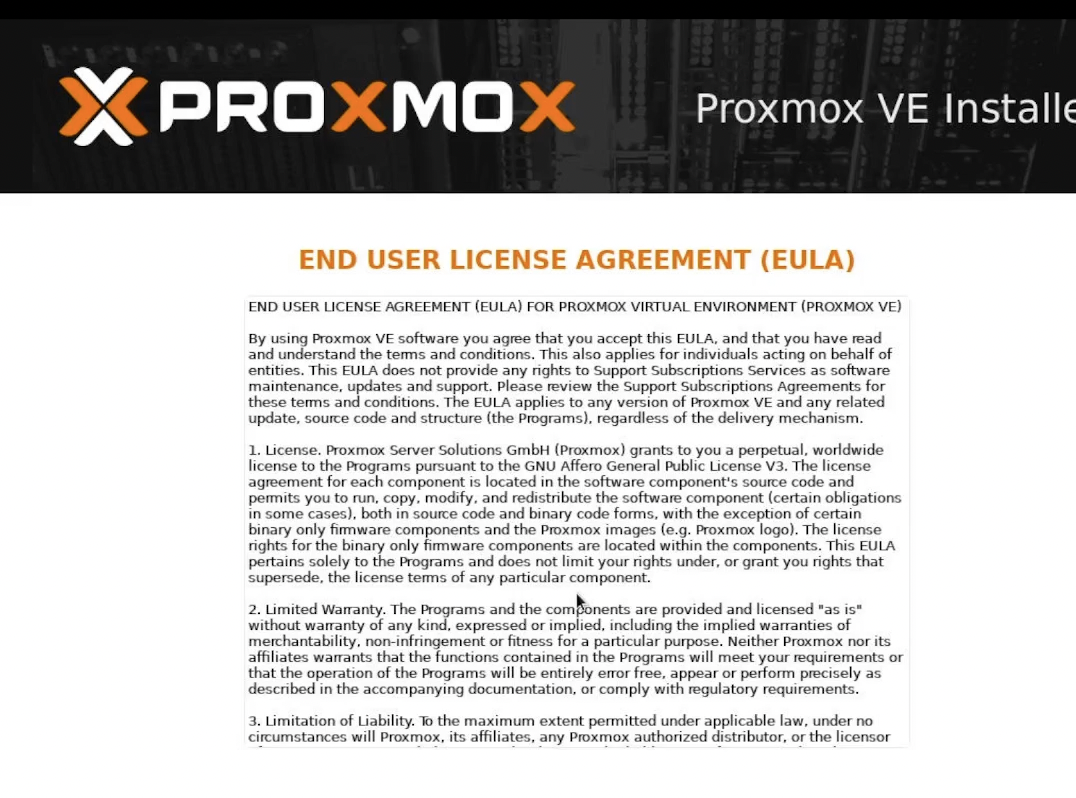 PROXMOX
Proxmox VE Installe
END USER LICENSE AGREEMENT (EULA)
END USER LICENSE AGREEMENT (EULA) FOR PROXMOX VIRTUAL ENVIRONMENT (PROXMOX VE)
By using Proxmox VE software you agree that you accept this EULA, and that you have read
and understand the terms and conditions. This also applies for individuals acting on behalf of
entities. This EULA does not provide any rights to Support Subscriptions Services as software
maintenance, updates and support. Please review the Support Subscriptions Agreements for
these terms and conditions. The EULA applies to any version of Proxmox VE and any related
update, source code and structure (the Programs), regardless of the delivery mechanism.
1. License. Proxmox Server Solutions GmbH (Proxmox) grants to you a perpetual, worldwide
license to the Programs pursuant to the GNU Affero General Public License V3. The license
agreement for each component is located in the software component's source code and
permits you to run, copy, modify, and redistribute the software component (certain obligations
in some cases), both in source code and binary code forms, with the exception of certain
binary only firmware components and the Proxmox images (e.g. Proxmox logo). The license
rights for the binary only firmware components are located within the components. This EULA
pertains solely to the Programs and does not limit your rights under, or grant you rights that
supersede, the license terms of any particular component.
2. Limited Warranty. The Programs and the components are provided and licensed "as is"
without warranty of any kind, expressed or implied, including the implied warranties of
merchantability, non-infringement or fitness for a particular purpose. Neither Proxmox nor its
affiliates warrants that the functions contained in the Programs will meet your requirements or
that the operation of the Programs will be entirely error free, appear or perform precisely as
described in the accompanying documentation, or comply with regulatory requirements.
3. Limitation of Liability. To the maximum extent permitted under applicable law, under no
circumstances will Proxmox, its affiliates, any Proxmox authorized distributor, or the licensor